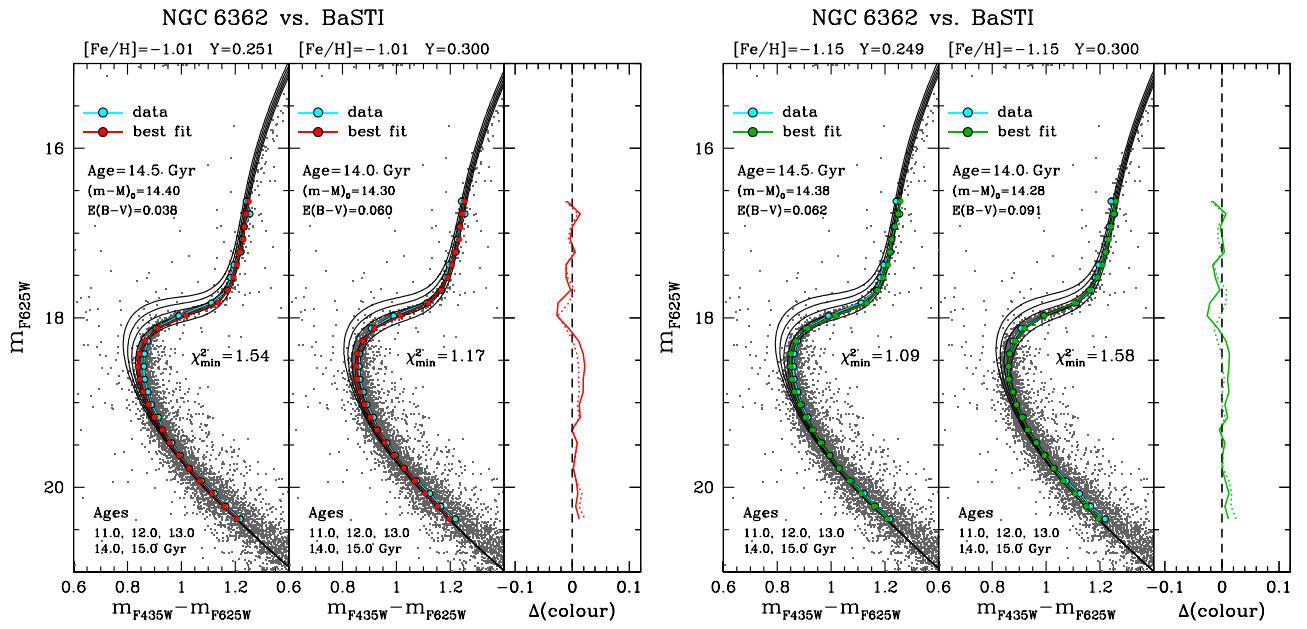 NGC 6362 vs. BaSTI
[Fe/H]=−1.01 Y=0.251
[Fe/H]=−1.01 Y=0.300
data
best fit
Age=14.5 Gyr
(m−M)₀=14.40
E(B−V)=0.038
χ²min=1.54
Ages
11.0, 12.0, 13.0
14.0, 15.0 Gyr
data
best fit
Age=14.0 Gyr
(m−M)₀=14.30
E(B−V)=0.060
χ²min=1.17
Ages
11.0, 12.0, 13.0
14.0, 15.0 Gyr
16
18
20
mF625W
0.6 0.8 1 1.2 0.6 0.8 1 1.2 −0.1 0 0.1
mF435W−mF625W
mF435W−mF625W
Δ(colour)
NGC 6362 vs. BaSTI
[Fe/H]=−1.15 Y=0.249
[Fe/H]=−1.15 Y=0.300
data
best fit
Age=14.5 Gyr
(m−M)₀=14.38
E(B−V)=0.062
χ²min=1.09
Ages
11.0, 12.0, 13.0
14.0, 15.0 Gyr
data
best fit
Age=14.0 Gyr
(m−M)₀=14.28
E(B−V)=0.091
χ²min=1.58
Ages
11.0, 12.0, 13.0
14.0, 15.0 Gyr
16
18
20
mF625W
0.6 0.8 1 1.2 0.6 0.8 1 1.2 −0.1 0 0.1
mF435W−mF625W
mF435W−mF625W
Δ(colour)